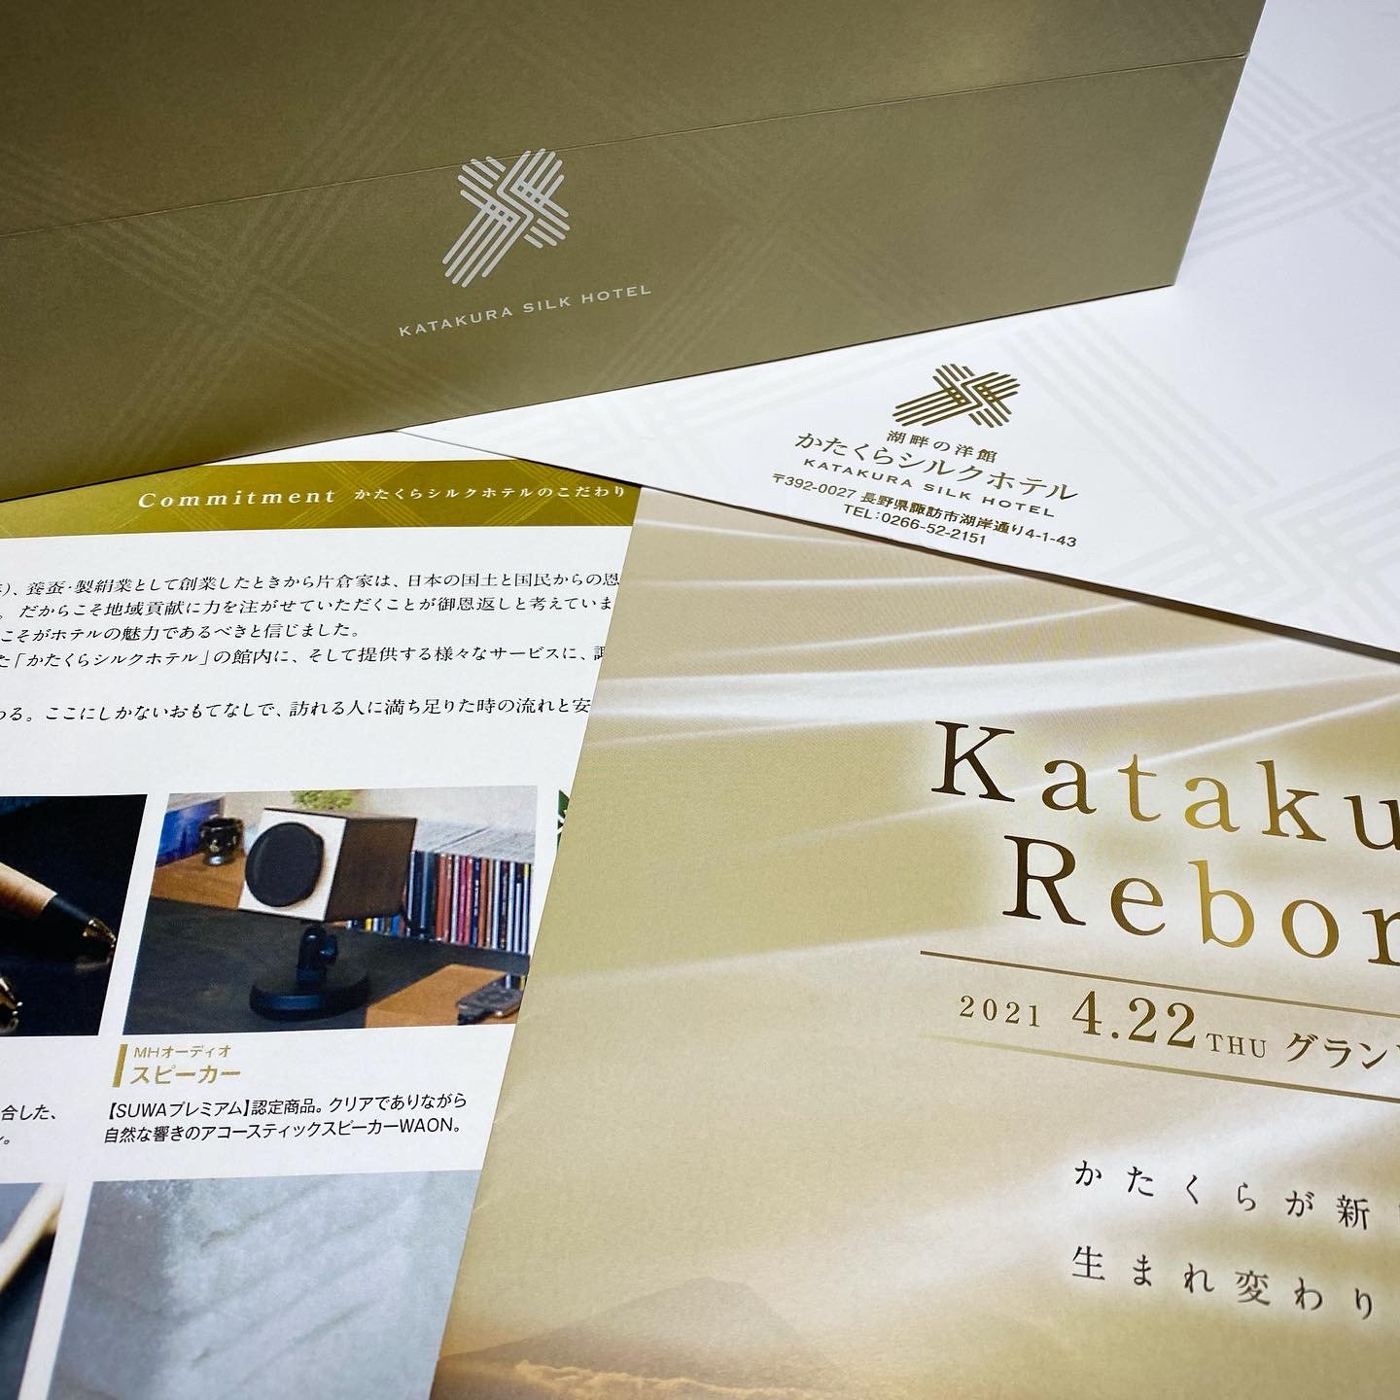 KATAKURA SILK HOTEL
湖畔の洋館
かたくらシルクホテル
KATAKURA SILK HOTEL
〒392-0027 長野県諏訪市湖岸通り4-1-43
TEL:0266-52-2151
Commitment かたくらシルクホテルのこだわり
)、養蚕・製絹業として創業したときから片倉家は、日本の国土と国民からの恩
。だからこそ地域貢献に力を注がせていただくことが御恩返しと考えていま
こそがホテルの魅力であるべきと信じました。
た「かたくらシルクホテル」の館内に、そして提供する様々なサービスに、
わる。ここにしかないおもてなしで、訪れる人に満ち足りた時の流れと安
MHオーディオ
スピーカー
【SUWAプレミアム】認定商品。クリアでありながら
自然な響きのアコースティックスピーカーWAON。
合した、
Kataku
Rebor
2021 4.22 THU グラン
かたくらが新
生まれ変わり